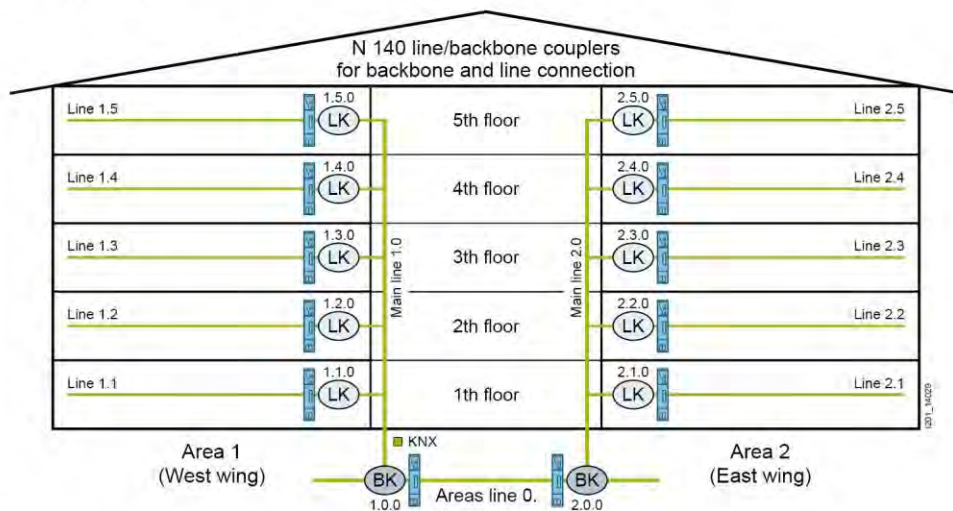 N 140 line/backbone couplers
for backbone and line connection
Line 1.5
1.5.0
LK
5th floor
2.5.0
LK
Line 2.5
Line 1.4
1.4.0
LK
4th floor
2.4.0
LK
Line 2.4
Line 1.3
1.3.0
LK
Main line 1.0
3th floor
Main line 2.0
2.3.0
LK
Line 2.3
Line 1.2
1.2.0
LK
2th floor
2.2.0
LK
Line 2.2
Line 1.1
1.1.0
LK
1th floor
2.1.0
LK
Line 2.1
i201_14029
KNX
Area 1
(West wing)
BK
1.0.0
Areas line 0.
BK
2.0.0
Area 2
(East wing)